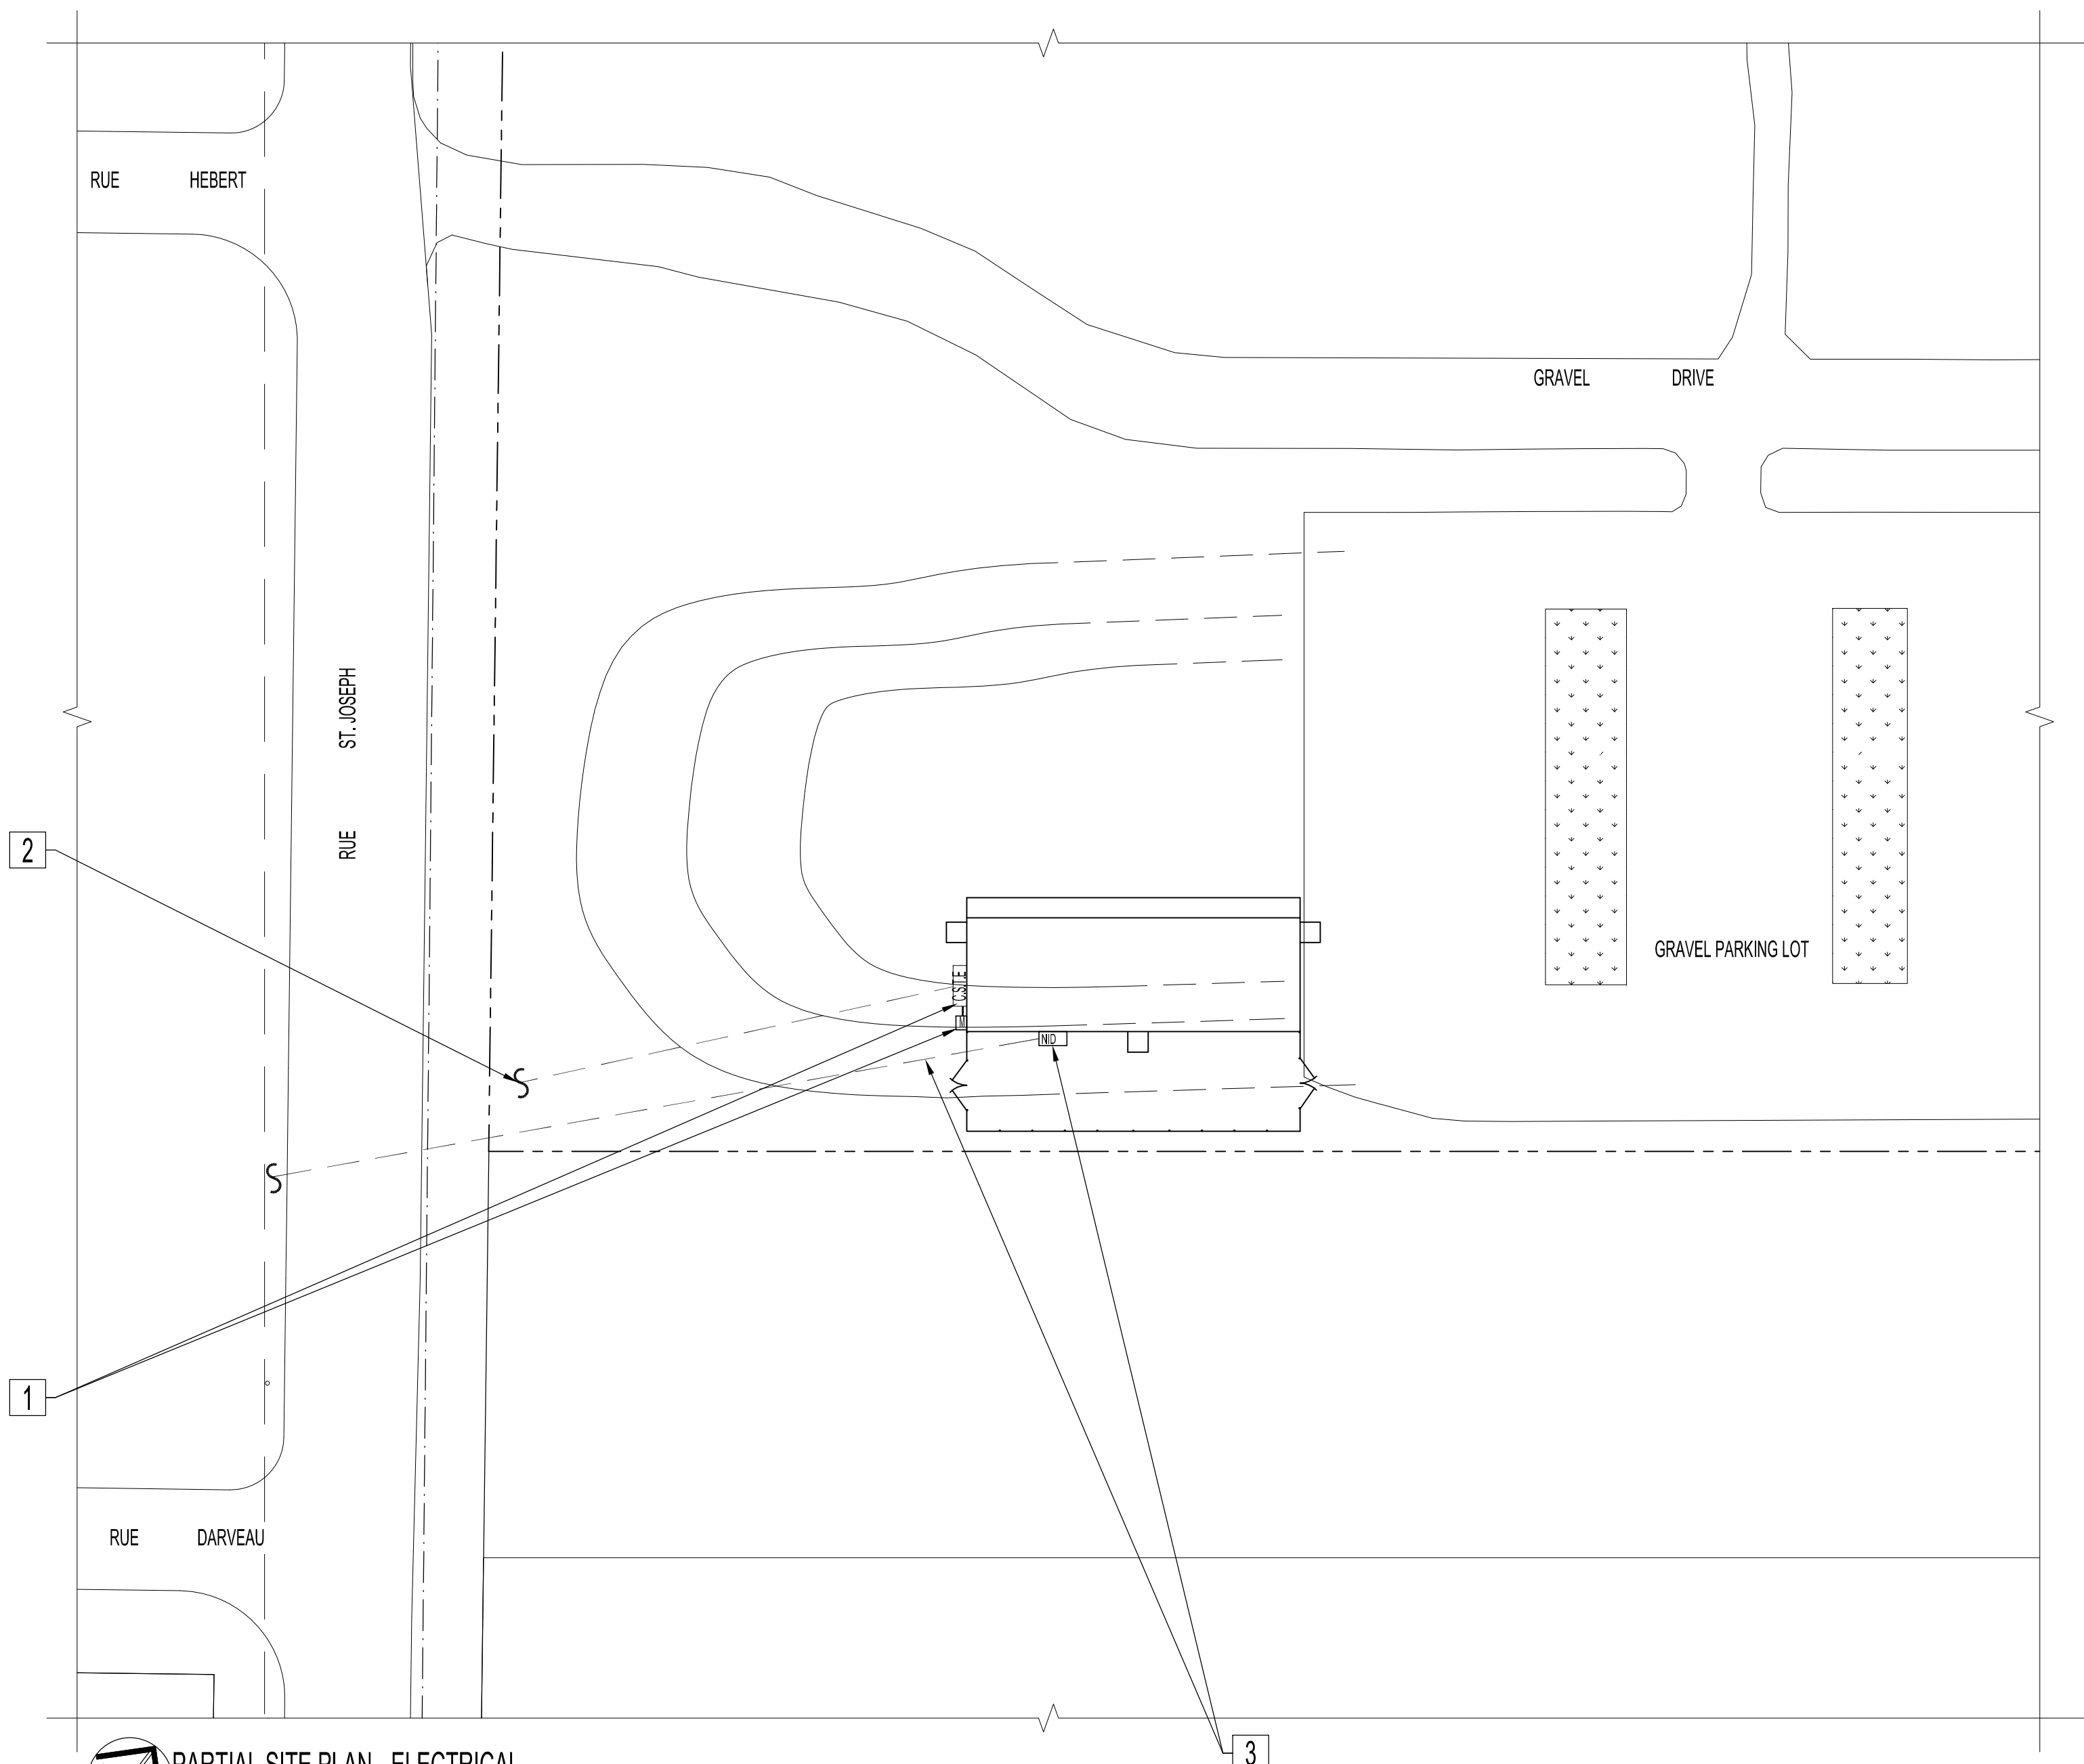 RUE HEBERT
GRAVEL DRIVE
RUE ST. JOSEPH
2
GRAVEL PARKING LOT
C.S.T.E.
M
NID
1
RUE DARVEAU
PARTIAL SITE PLAN - ELECTRICAL
3